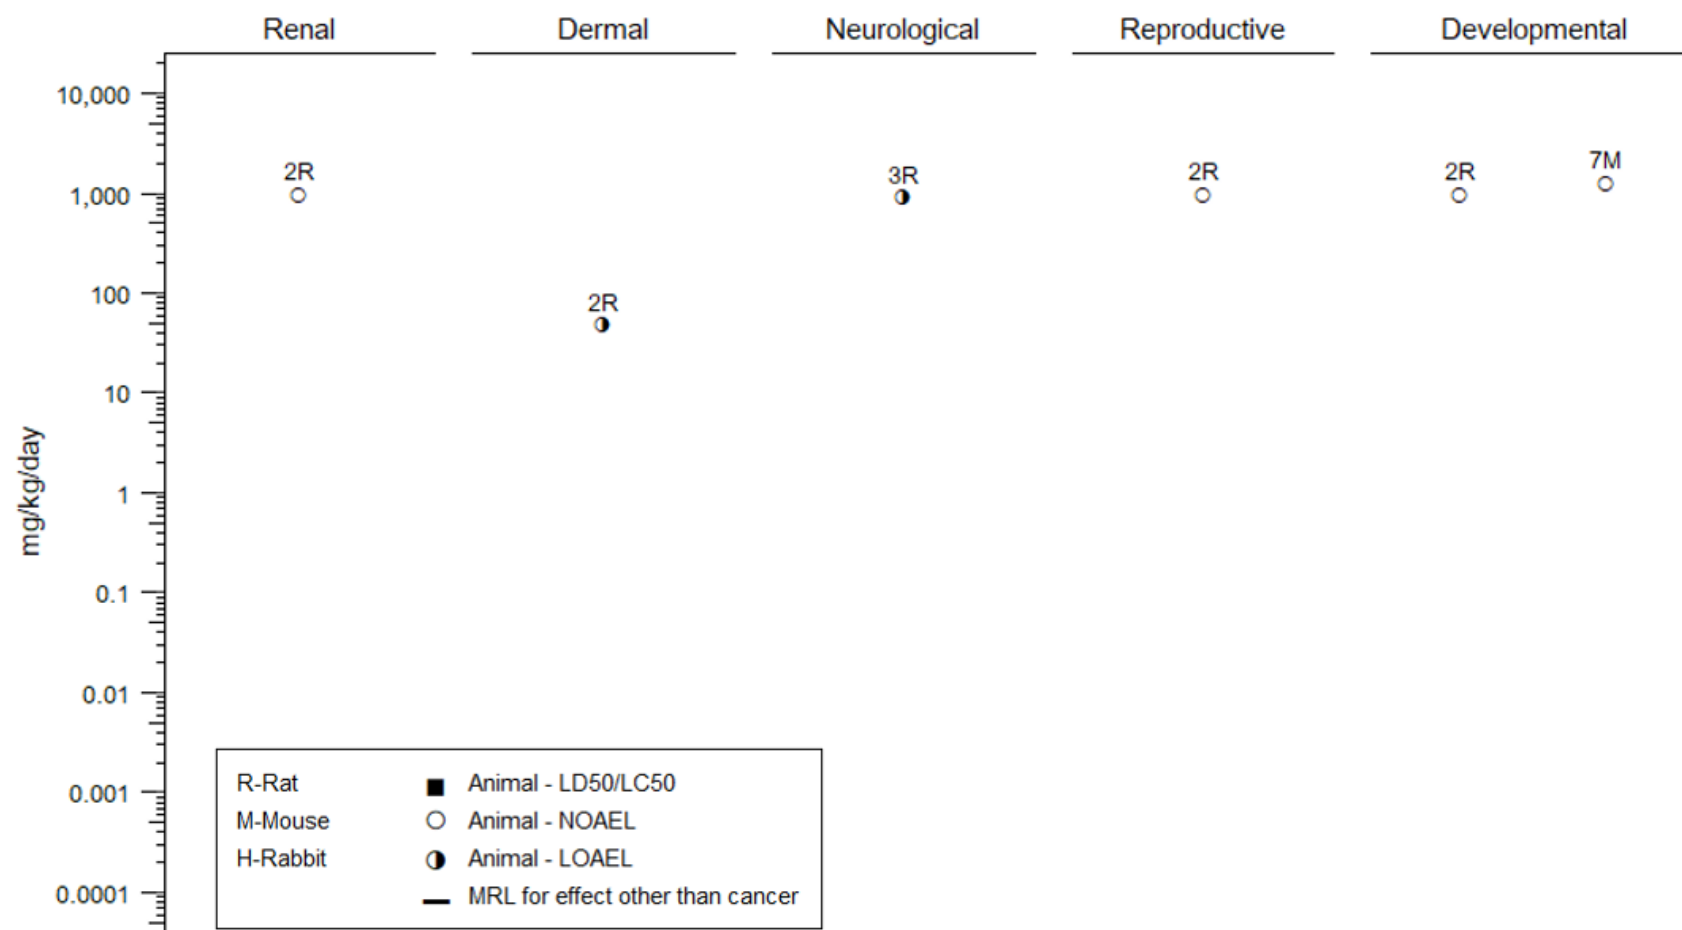 Renal Dermal Neurological Reproductive Developmental
10,000
7M
2R 2R 2R
3R
1,000
100
2R
10
1
mg/kg/day
0.1
0.01
0.001
0.0001
R-Rat Animal - LD50/LC50
M-Mouse Animal - NOAEL
H-Rabbit Animal - LOAEL
MRL for effect other than cancer